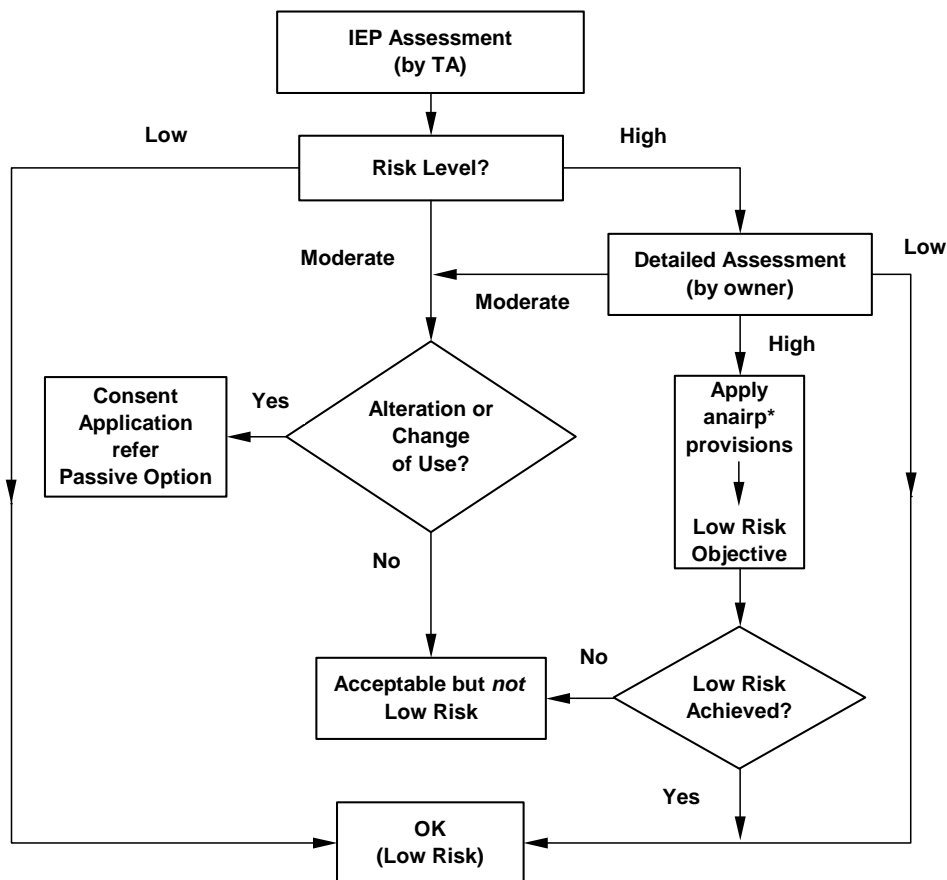 IEP Assessment
(by TA)
Low
High
Risk Level?
Moderate
Detailed Assessment
(by owner)
Low
Moderate
High
Consent
Application
refer
Passive Option
Yes
Alteration or
Change
of Use?
Apply
anairp*
provisions
Low Risk
Objective
No
Acceptable but not
Low Risk
No
Low Risk
Achieved?
Yes
OK
(Low Risk)